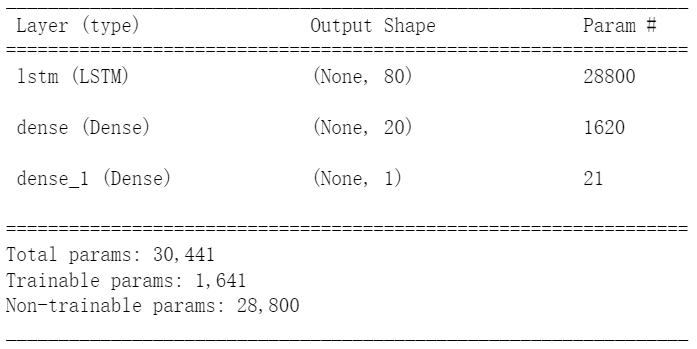 Layer (type) Output Shape Param #
lstm (LSTM) (None, 80) 28800
dense (Dense) (None, 20) 1620
dense_1 (Dense) (None, 1) 21
Total params: 30,441
Trainable params: 1,641
Non-trainable params: 28,800